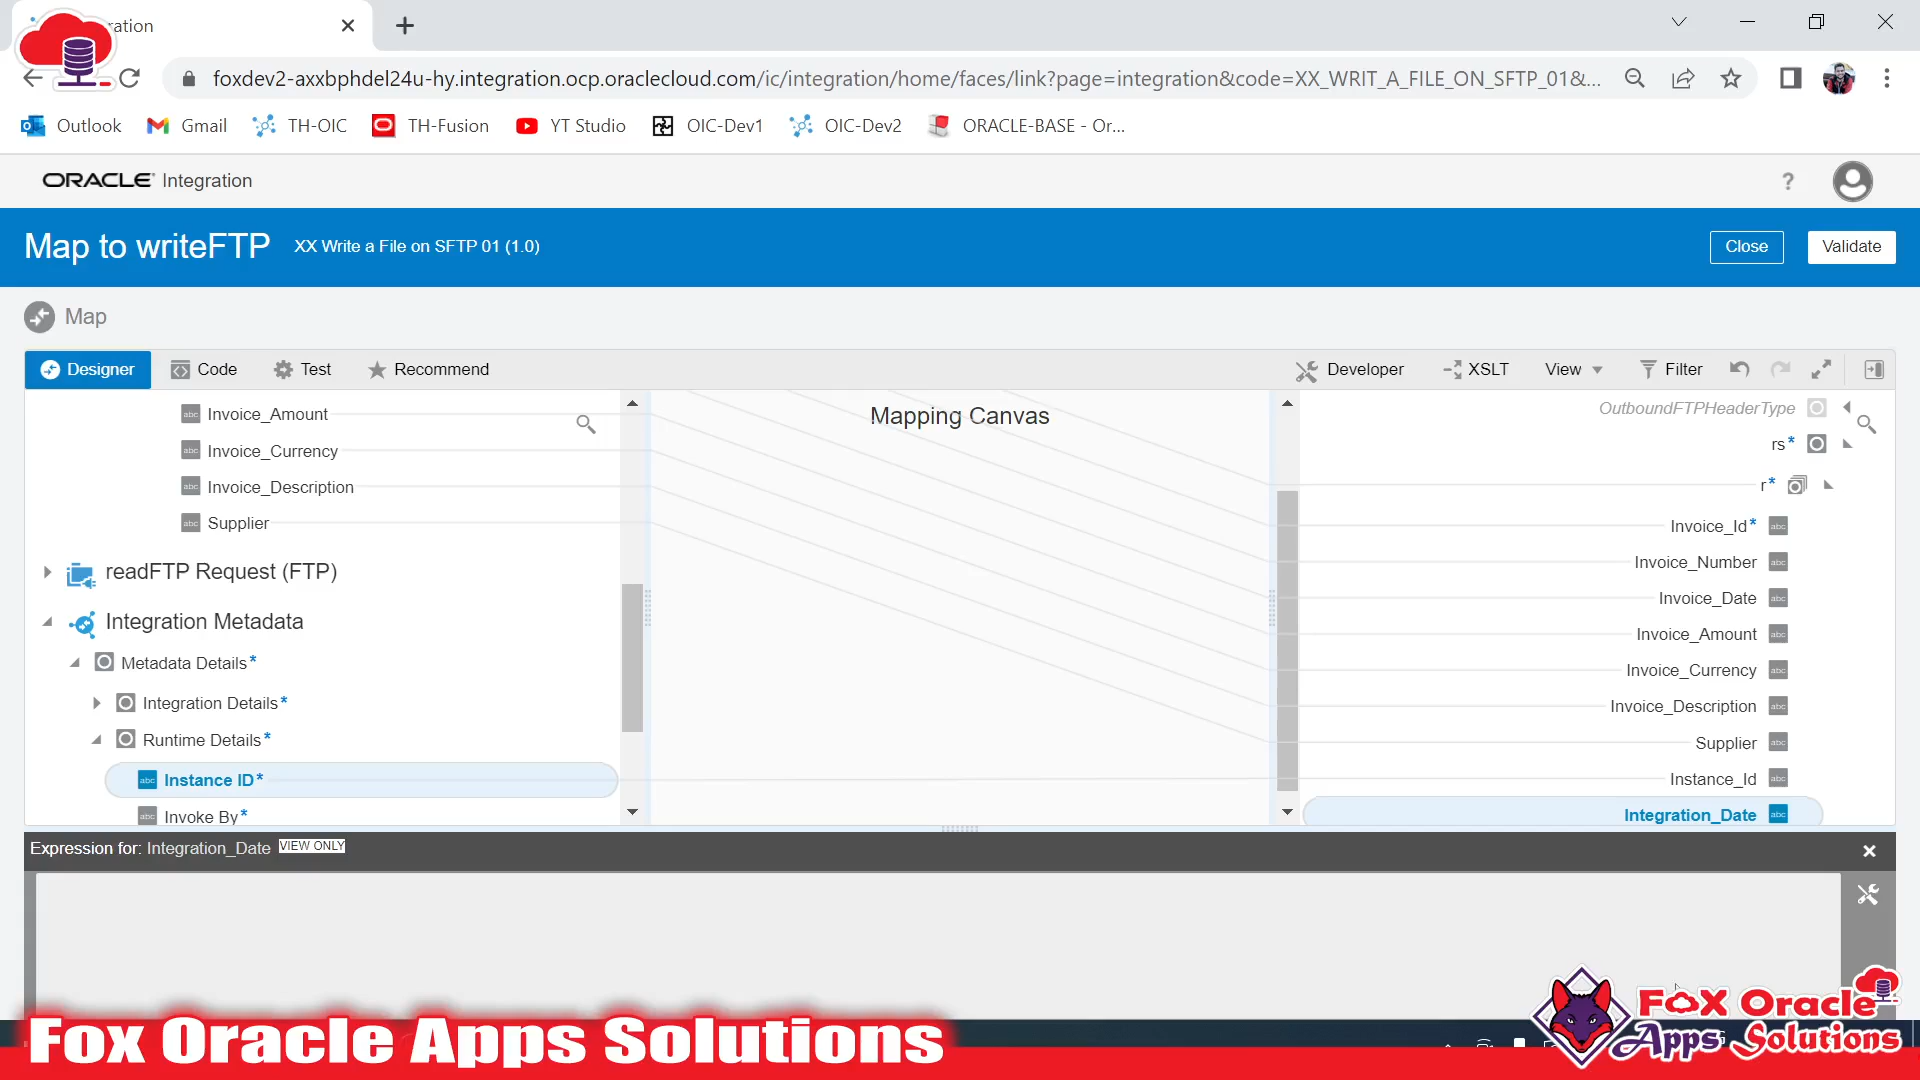 ration
foxdev2-axxbphdel24u-hy.integration.ocp.oraclecloud.com/ic/integration/home/faces/link?page=integration&code=XX_WRIT_A_FILE_ON_SFTP_01&...
Outlook Gmail TH-OIC TH-Fusion YT Studio OIC-Dev1 OIC-Dev2 ORACLE-BASE - Or...
ORACLE Integration ?
Map to writeFTP XX Write a File on SFTP 01 (1.0) Close Validate
Map
Designer Code Test Recommend Developer XSLT View Filter
Mapping Canvas
Invoice_Amount
Invoice_Currency
Invoice_Description
Supplier
readFTP Request (FTP)
Integration Metadata
Metadata Details*
Integration Details*
Runtime Details*
Instance ID*
Invoke By*
OutboundFTPHeaderType
rs*
r*
Invoice_Id*
Invoice_Number
Invoice_Date
Invoice_Amount
Invoice_Currency
Invoice_Description
Supplier
Instance_Id
Integration_Date
Expression for: Integration_Date VIEW ONLY
Fox Oracle Apps Solutions
Fox Oracle
Apps Solutions